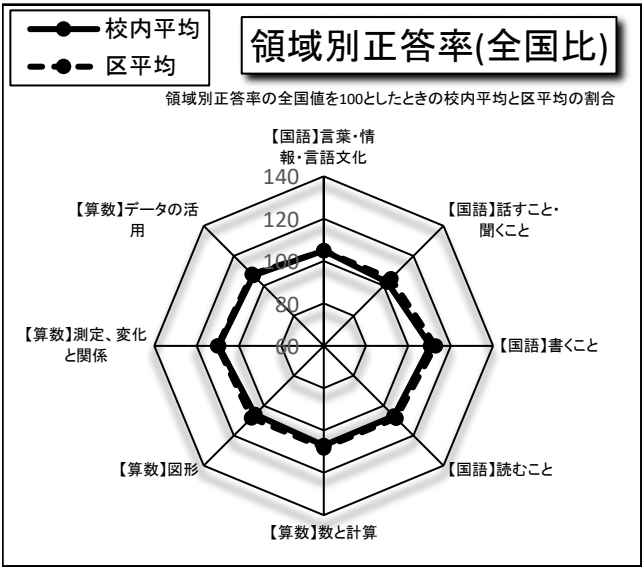 校内平均
区平均
領域別正答率(全国比)
領域別正答率の全国値を100としたときの校内平均と区平均の割合
【国語】言葉・情
報・言語文化
【国語】話すこと・
聞くこと
【国語】書くこと
【国語】読むこと
【算数】数と計算
【算数】図形
【算数】測定、変化
と関係
【算数】データの活
用
140
120
100
80
60